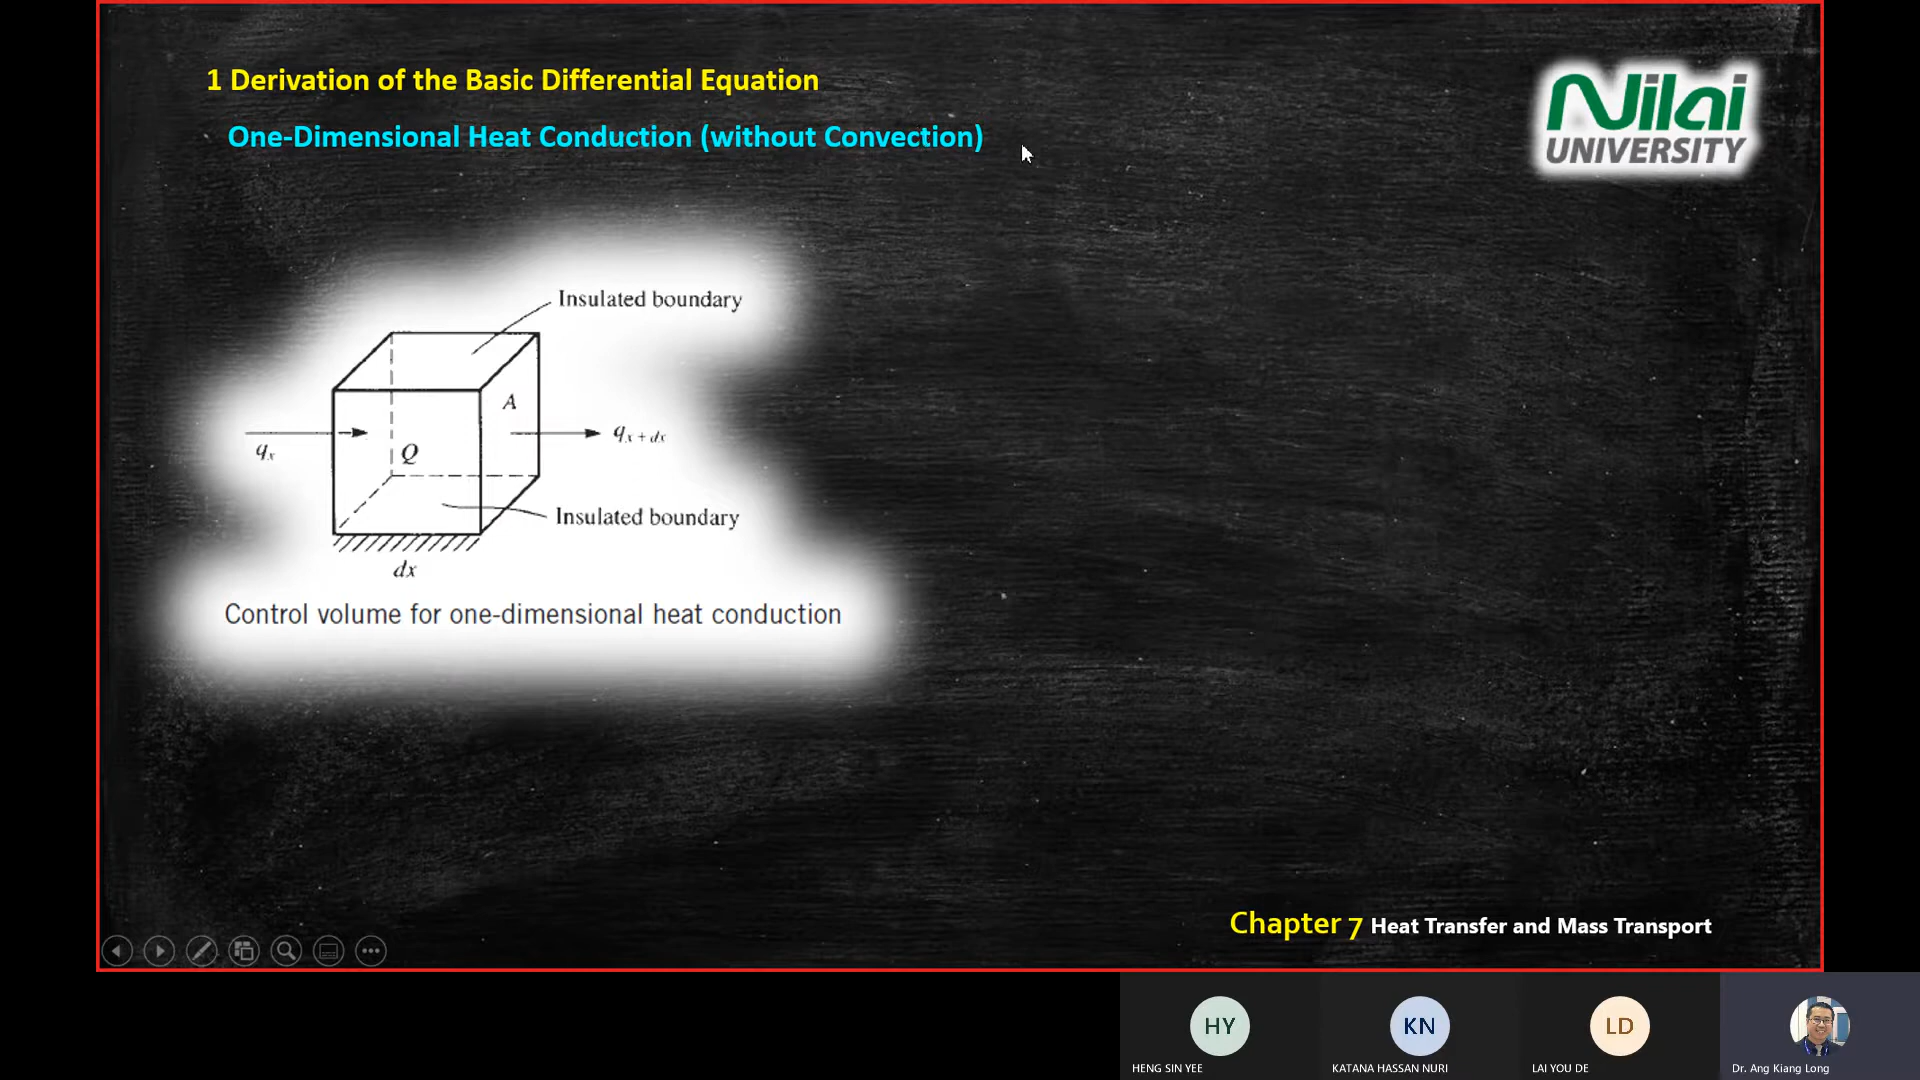 1 Derivation of the Basic Differential Equation
One-Dimensional Heat Conduction (without Convection)
Nilai
UNIVERSITY
Insulated boundary
A
qx
Q
qx + dx
Insulated boundary
dx
Control volume for one-dimensional heat conduction
Chapter 7 Heat Transfer and Mass Transport
HY
KN
LD
HENG SIN YEE
KATANA HASSAN NURI
LAI YOU DE
Dr. Ang Kiang Long